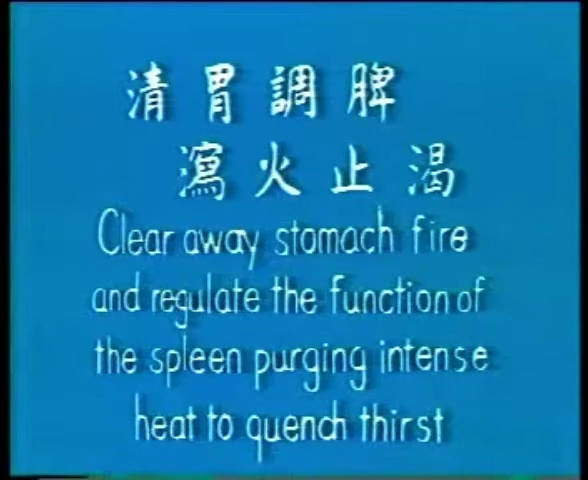 清胃調脾
瀉火止渴
Clear away stomach fire
and regulate the function of
the spleen purging intense
heat to quench thirst